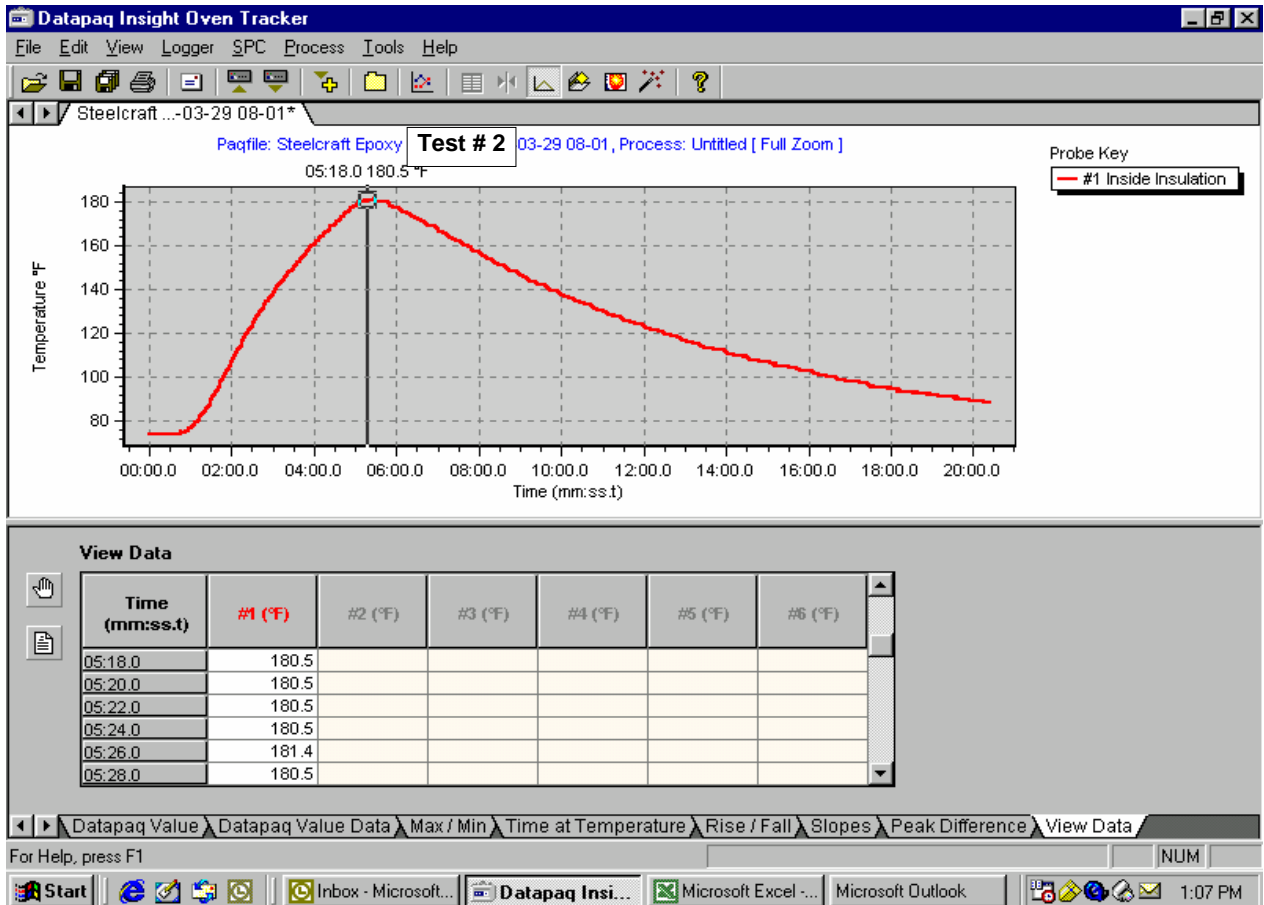 Datapaq Insight Oven Tracker
File Edit View Logger SPC Process Tools Help
Steelcraft ...-03-29 08-01*
Paqfile: Steelcraft Epoxy Test # 2 03-29 08-01, Process: Untitled [ Full Zoom ]
05:18.0 180.5 °F
Probe Key
#1 Inside Insulation
Temperature °F
180
160
140
120
100
80
00:00.0 02:00.0 04:00.0 06:00.0 08:00.0 10:00.0 12:00.0 14:00.0 16:00.0 18:00.0 20:00.0
Time (mm:ss.t)
View Data
Time (mm:ss.t) #1 (°F) #2 (°F) #3 (°F) #4 (°F) #5 (°F) #6 (°F)
05:18.0 180.5
05:20.0 180.5
05:22.0 180.5
05:24.0 180.5
05:26.0 181.4
05:28.0 180.5
Datapaq Value Datapaq Value Data Max / Min Time at Temperature Rise / Fall Slopes Peak Difference View Data
For Help, press F1 NUM
Start Inbox - Microsoft... Datapaq Insi... Microsoft Excel -... Microsoft Outlook 1:07 PM